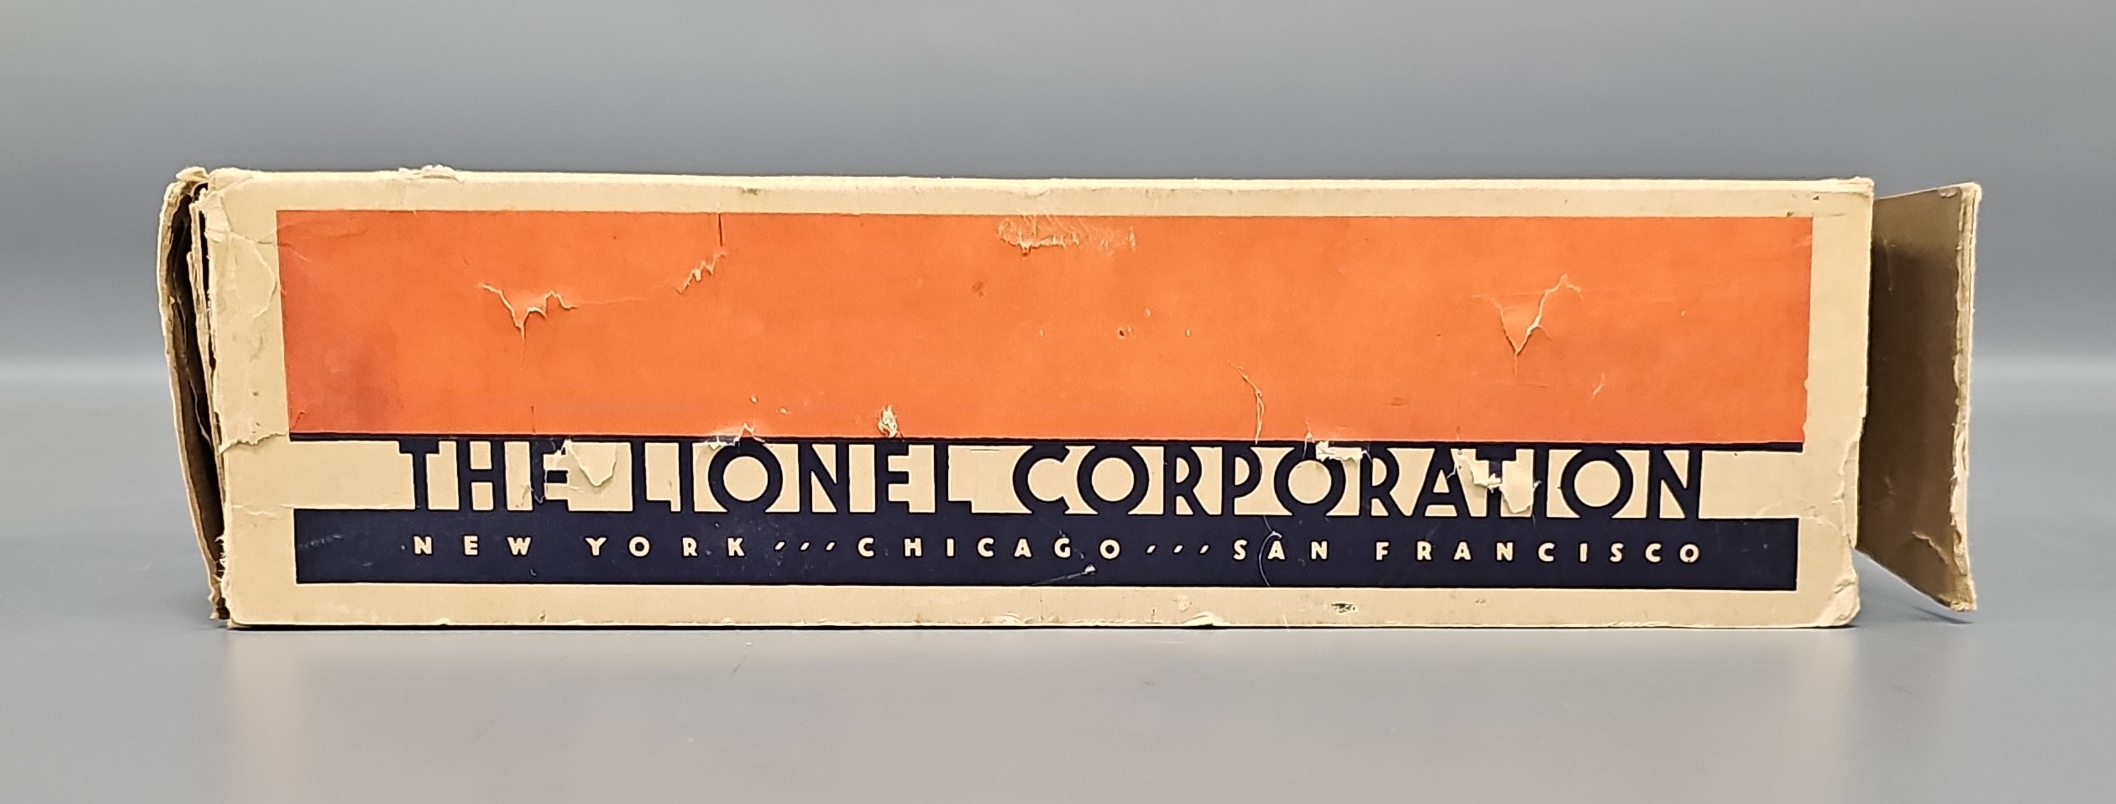 THE LIONEL CORPORATION
NEW YORK ‚‚‚ CHICAGO ‚‚‚ SAN FRANCISCO